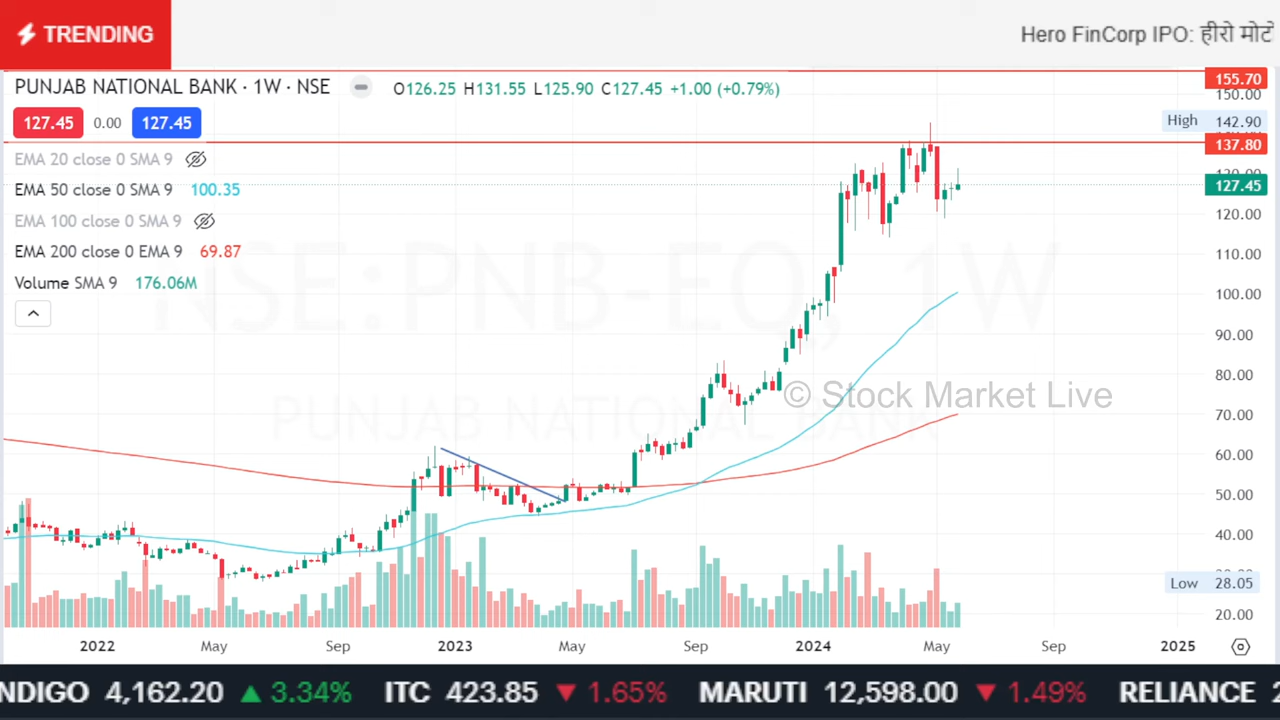 TRENDING
Hero FinCorp IPO: हीरो मोटे
PUNJAB NATIONAL BANK · 1W · NSE
O126.25 H131.55 L125.90 C127.45 +1.00 (+0.79%)
127.45 0.00 127.45
EMA 20 close 0 SMA 9
EMA 50 close 0 SMA 9 100.35
EMA 100 close 0 SMA 9
EMA 200 close 0 EMA 9 69.87
Volume SMA 9 176.06M
155.70
150.00
High 142.90
137.80
130.00
127.45
120.00
110.00
100.00
90.00
80.00
70.00
60.00
50.00
40.00
Low 28.05
20.00
NSE:PNB-EQ, 1W
PUNJAB NATIONAL BANK
© Stock Market Live
2022 May Sep 2023 May Sep 2024 May Sep 2025
NDIGO 4,162.20 ▲ 3.34% ITC 423.85 ▼ 1.65% MARUTI 12,598.00 ▼ 1.49% RELIANCE 2